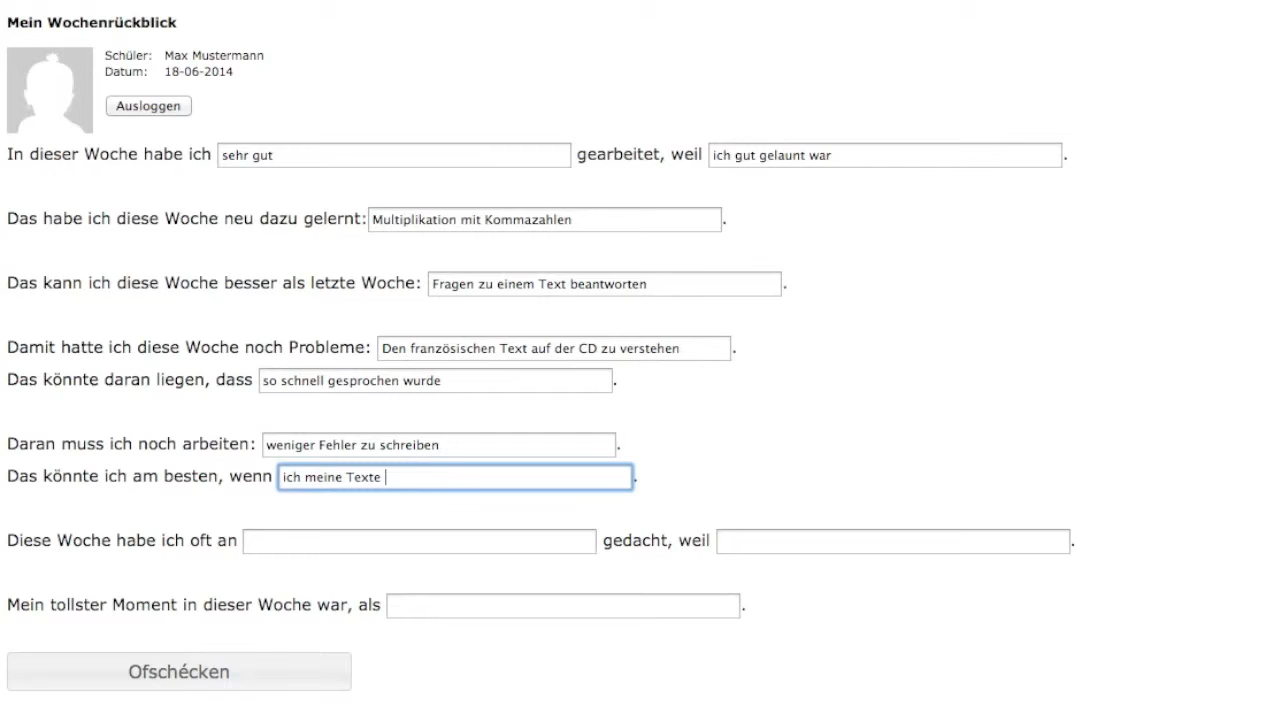 Mein Wochenrückblick
Schüler: Max Mustermann
Datum: 18-06-2014
Ausloggen
In dieser Woche habe ich sehr gut gearbeitet, weil ich gut gelaunt war.
Das habe ich diese Woche neu dazu gelernt: Multiplikation mit Kommazahlen.
Das kann ich diese Woche besser als letzte Woche: Fragen zu einem Text beantworten.
Damit hatte ich diese Woche noch Probleme: Den französischen Text auf der CD zu verstehen.
Das könnte daran liegen, dass so schnell gesprochen wurde.
Daran muss ich noch arbeiten: weniger Fehler zu schreiben.
Das könnte ich am besten, wenn ich meine Texte .
Diese Woche habe ich oft an gedacht, weil .
Mein tollster Moment in dieser Woche war, als .
Ofschécken